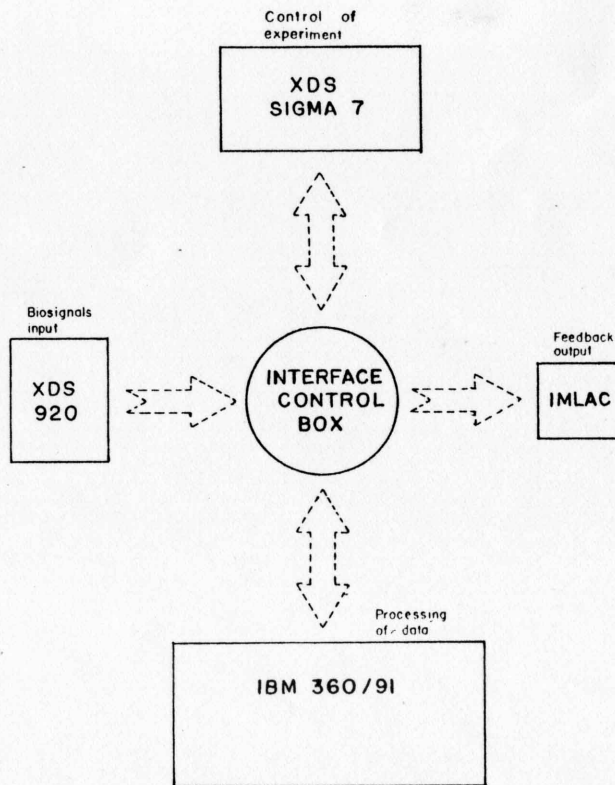 Control of
experiment
XDS
SIGMA 7
Biosignals
input
XDS
920
INTERFACE
CONTROL
BOX
Feedback
output
IMLAC
Processing
of data
IBM 360/91